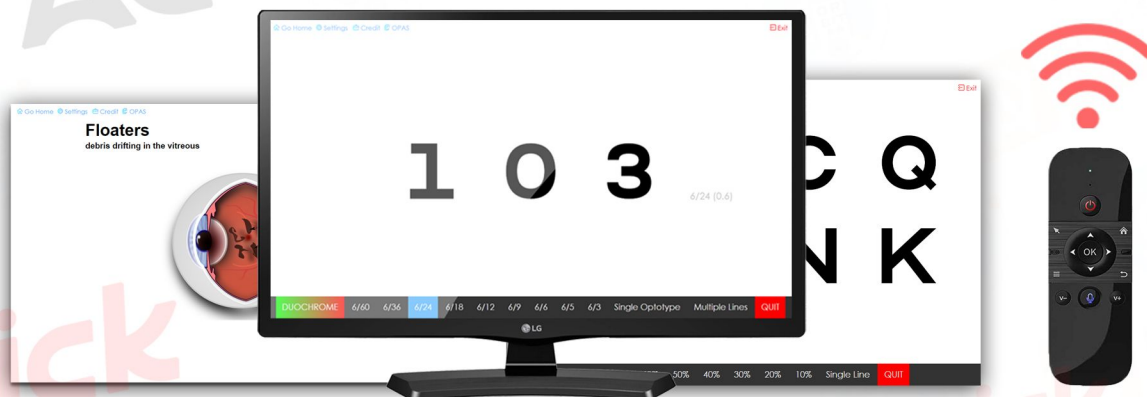 Go Home Settings Credit OPAS
Exit
Go Home Settings Credit OPAS
Floaters
debris drifting in the vitreous
Exit
1 0 3
6/24 (0.6)
C Q
N K
DUOCHROME 6/60 6/36 6/24 6/18 6/12 6/9 6/6 6/5 6/3 Single Optotype Multiple Lines QUIT
LG
50% 40% 30% 20% 10% Single Line QUIT
OK
V- V+
ick